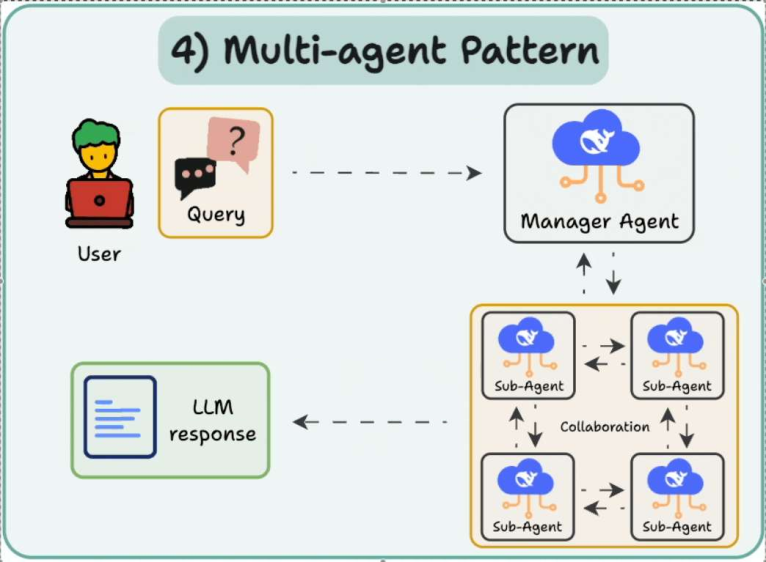 4) Multi-agent Pattern
?
Query
User
Manager Agent
Sub-Agent
Sub-Agent
Collaboration
Sub-Agent
Sub-Agent
LLM
response